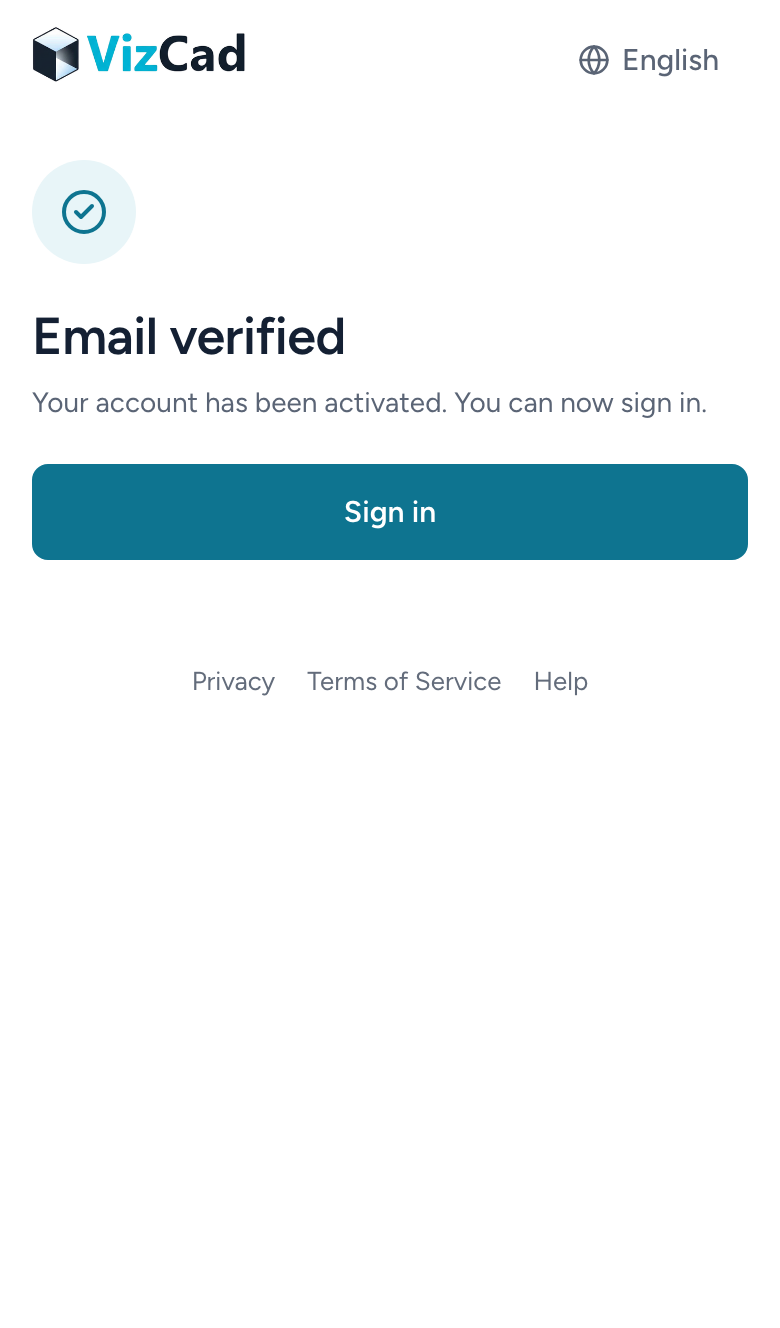 VizCad
English
Email verified
Your account has been activated. You can now sign in.
Sign in
Privacy Terms of Service Help